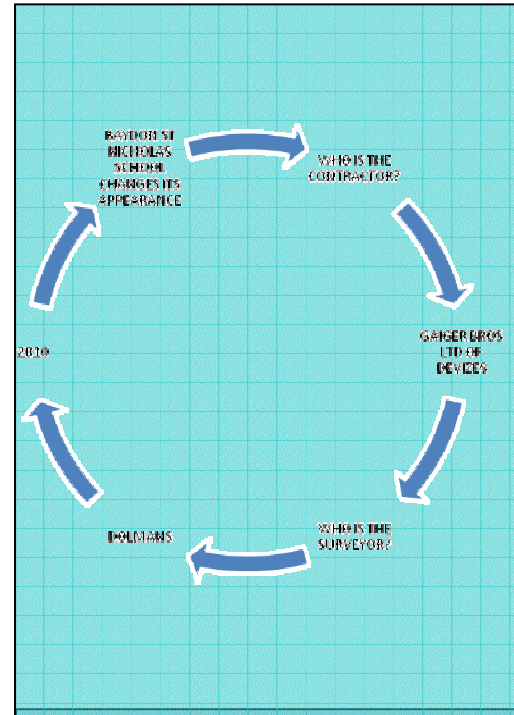 BAYDON ST
NICHOLAS
SCHOOL
CHANGES ITS
APPEARANCE
WHO IS THE
CONTRACTOR?
GAIGER BROS
LTD OF
DEVIZES
WHO IS THE
SURVEYOR?
DOLMANS
2010